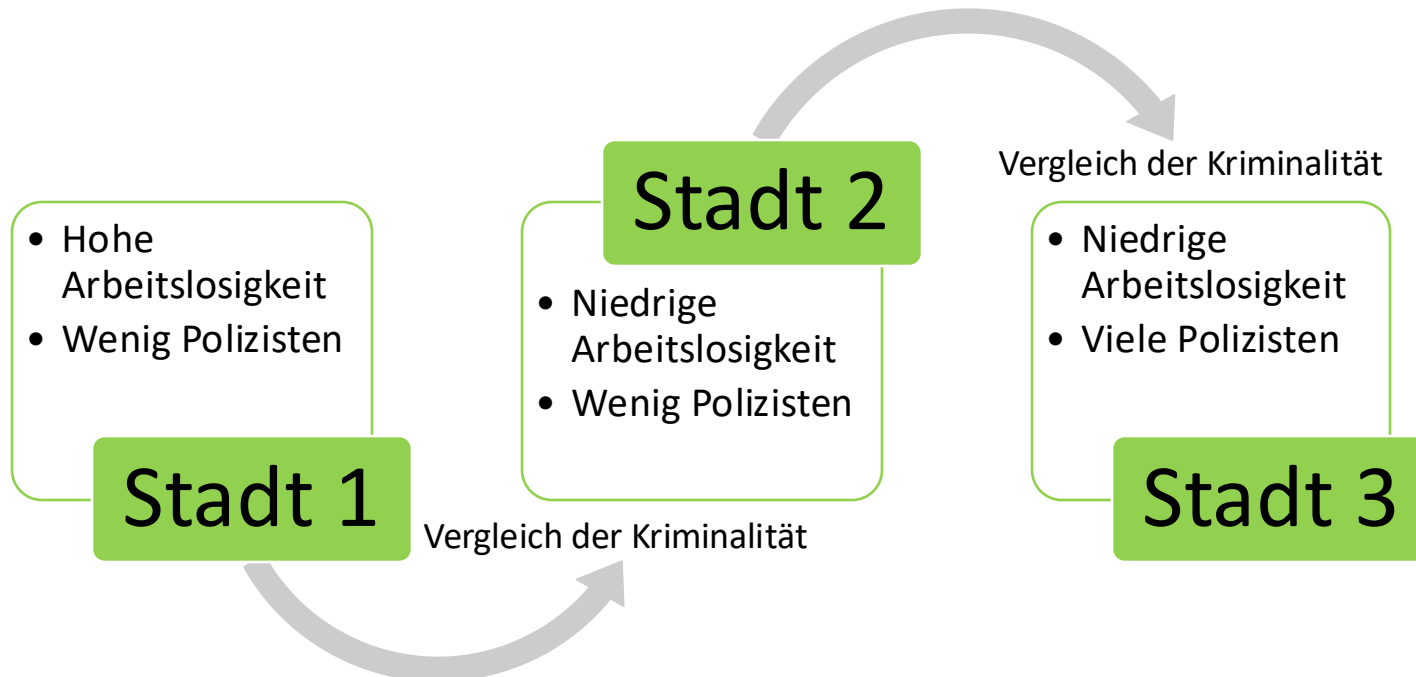 • Hohe
Arbeitslosigkeit
• Wenig Polizisten
Stadt 1
Vergleich der Kriminalität
Stadt 2
• Niedrige
Arbeitslosigkeit
• Wenig Polizisten
Vergleich der Kriminalität
• Niedrige
Arbeitslosigkeit
• Viele Polizisten
Stadt 3